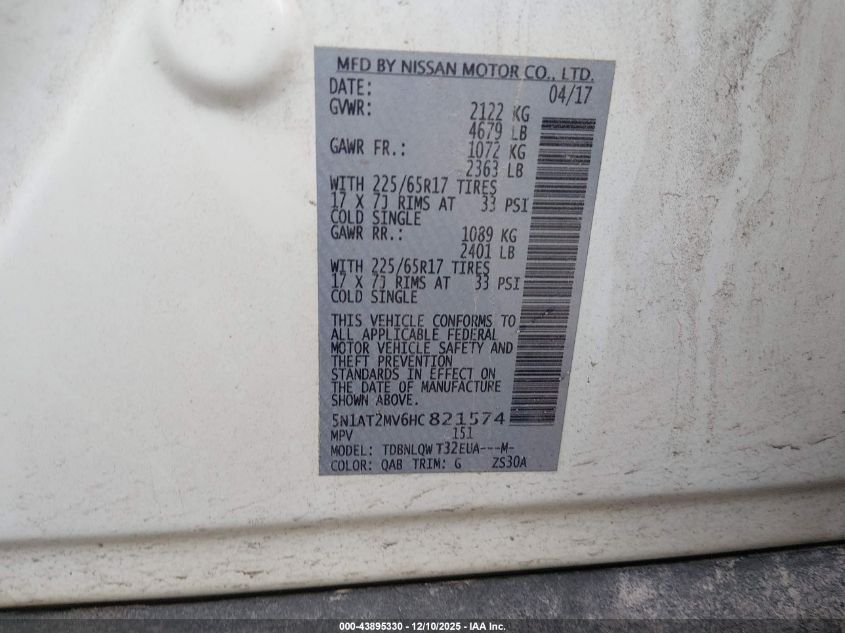 MFD BY NISSAN MOTOR CO., LTD.
DATE: 04/17
GVWR: 2122 KG
4679 LB
GAWR FR.: 1072 KG
2363 LB
WITH 225/65R17 TIRES
17 X 7J RIMS AT 33 PSI
COLD SINGLE
GAWR RR.: 1089 KG
2401 LB
WITH 225/65R17 TIRES
17 X 7J RIMS AT 33 PSI
COLD SINGLE
THIS VEHICLE CONFORMS TO
ALL APPLICABLE FEDERAL
MOTOR VEHICLE SAFETY AND
THEFT PREVENTION
STANDARDS IN EFFECT ON
THE DATE OF MANUFACTURE
SHOWN ABOVE.
5N1AT2MV6HC821574
MPV 151
MODEL: TDBNLQW T32EUA---M-
COLOR: QAB TRIM: G ZS30A
000-43895330 - 12/10/2025 - IAA Inc.